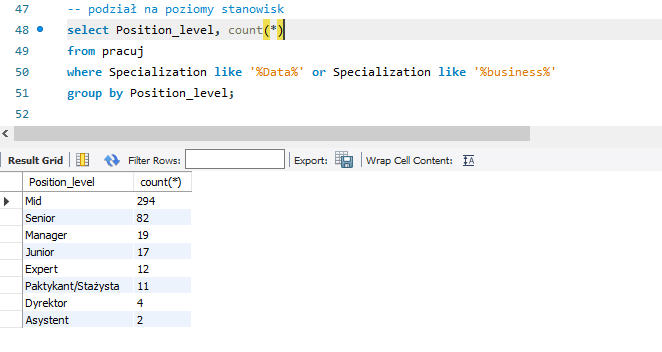 47 -- podział na poziomy stanowisk
48 select Position_level, count(*)
49 from pracuj
50 where Specialization like '%Data%' or Specialization like '%business%'
51 group by Position_level;
52
Result Grid Filter Rows: Export: Wrap Cell Content:
Position_level count(*)
Mid 294
Senior 82
Manager 19
Junior 17
Expert 12
Paktykant/Stażysta 11
Dyrektor 4
Asystent 2